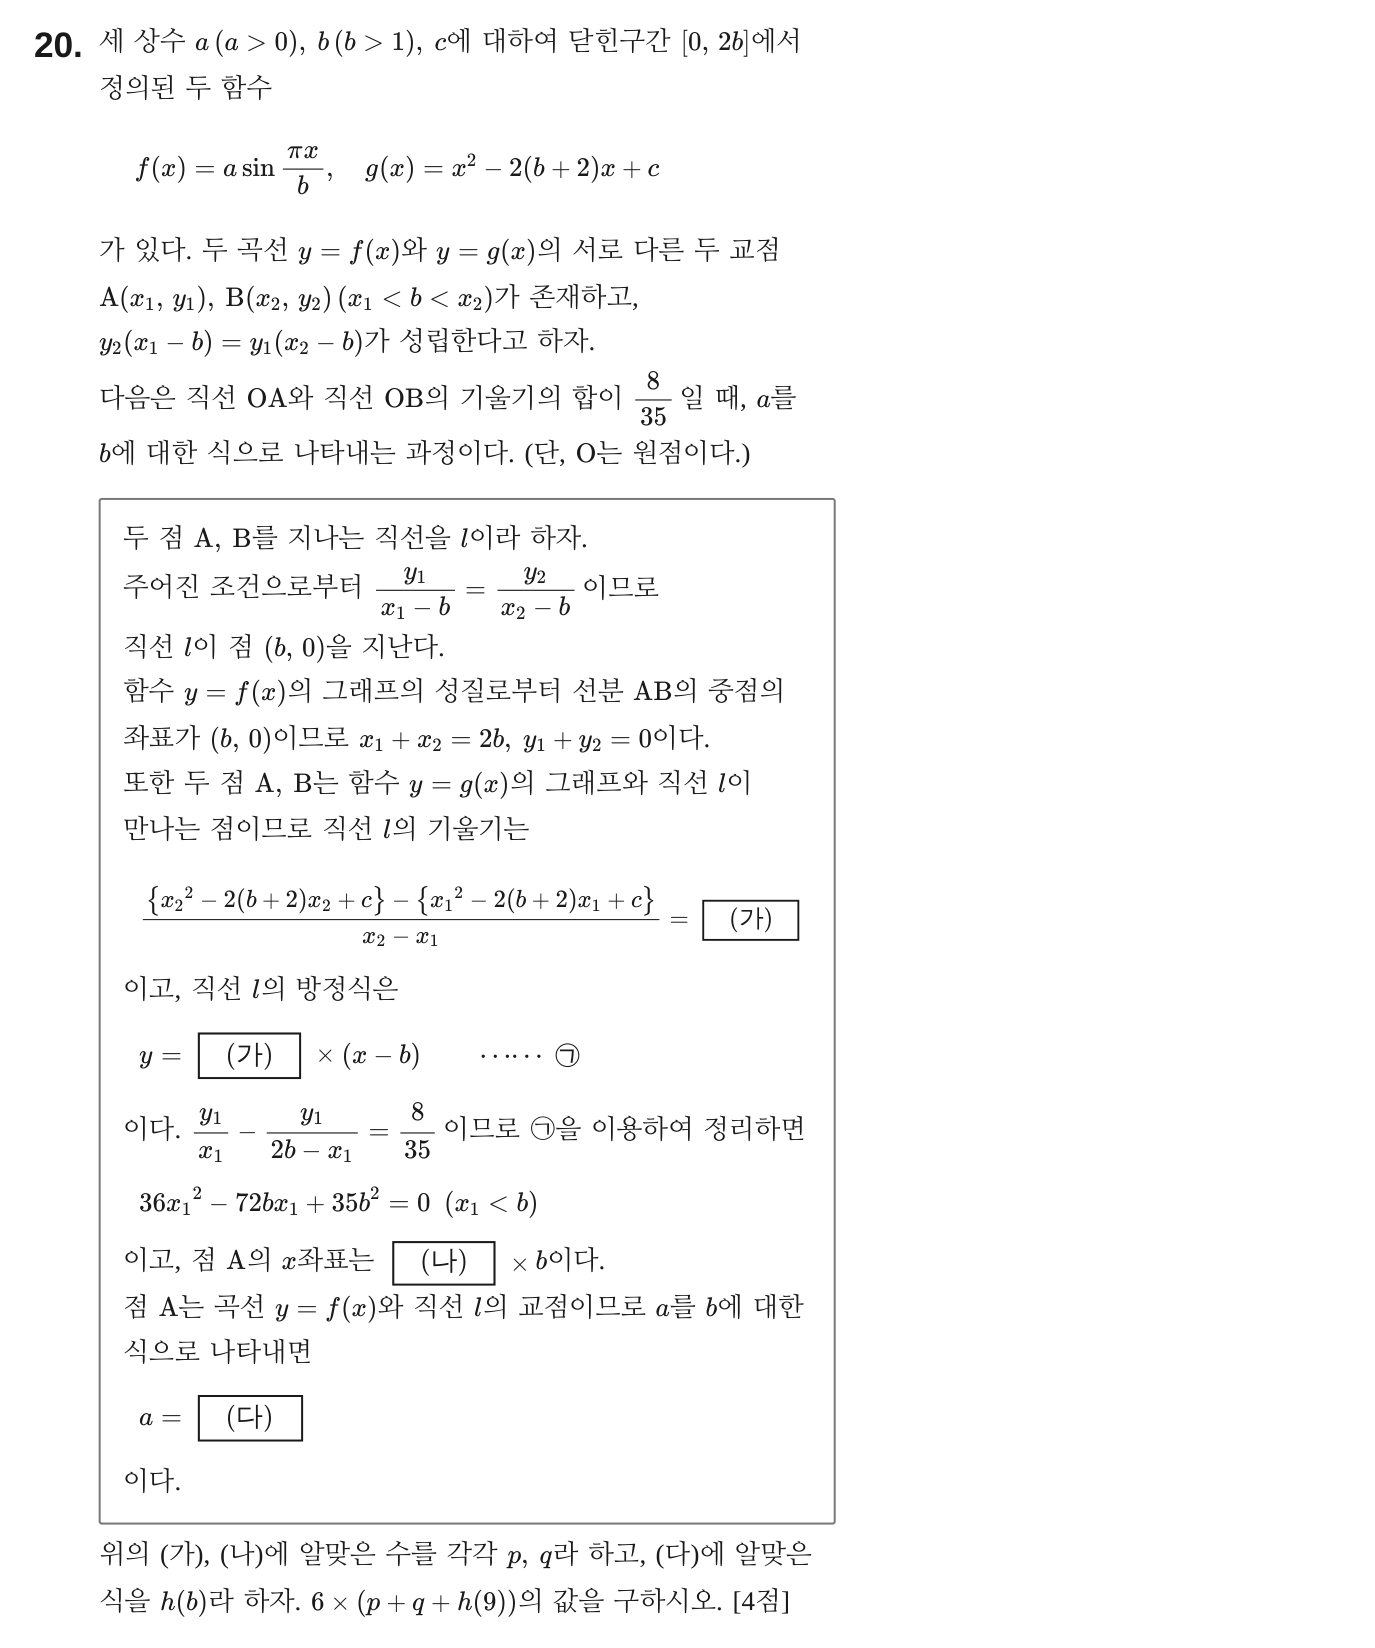 20. 세 상수 a (a > 0), b (b > 1), c에 대하여 닫힌구간 [0, 2b]에서
정의된 두 함수
f(x) = a sin πx/b, g(x) = x² − 2(b + 2)x + c
가 있다. 두 곡선 y = f(x)와 y = g(x)의 서로 다른 두 교점
A(x₁, y₁), B(x₂, y₂) (x₁ < b < x₂)가 존재하고,
y₂(x₁ − b) = y₁(x₂ − b)가 성립한다고 하자.
다음은 직선 OA와 직선 OB의 기울기의 합이 8/35 일 때, a를
b에 대한 식으로 나타내는 과정이다. (단, O는 원점이다.)
두 점 A, B를 지나는 직선을 l이라 하자.
주어진 조건으로부터 y₁/(x₁ − b) = y₂/(x₂ − b) 이므로
직선 l이 점 (b, 0)을 지난다.
함수 y = f(x)의 그래프의 성질로부터 선분 AB의 중점의
좌표가 (b, 0)이므로 x₁ + x₂ = 2b, y₁ + y₂ = 0이다.
또한 두 점 A, B는 함수 y = g(x)의 그래프와 직선 l이
만나는 점이므로 직선 l의 기울기는
({x₂² − 2(b + 2)x₂ + c} − {x₁² − 2(b + 2)x₁ + c})/(x₂ − x₁) = (가)
이고, 직선 l의 방정식은
y = (가) × (x − b) ⋯⋯ ㉠
이다. y₁/x₁ − y₁/(2b − x₁) = 8/35 이므로 ㉠을 이용하여 정리하면
36x₁² − 72bx₁ + 35b² = 0 (x₁ < b)
이고, 점 A의 x좌표는 (나) × b이다.
점 A는 곡선 y = f(x)와 직선 l의 교점이므로 a를 b에 대한
식으로 나타내면
a = (다)
이다.
위의 (가), (나)에 알맞은 수를 각각 p, q라 하고, (다)에 알맞은
식을 h(b)라 하자. 6 × (p + q + h(9))의 값을 구하시오. [4점]